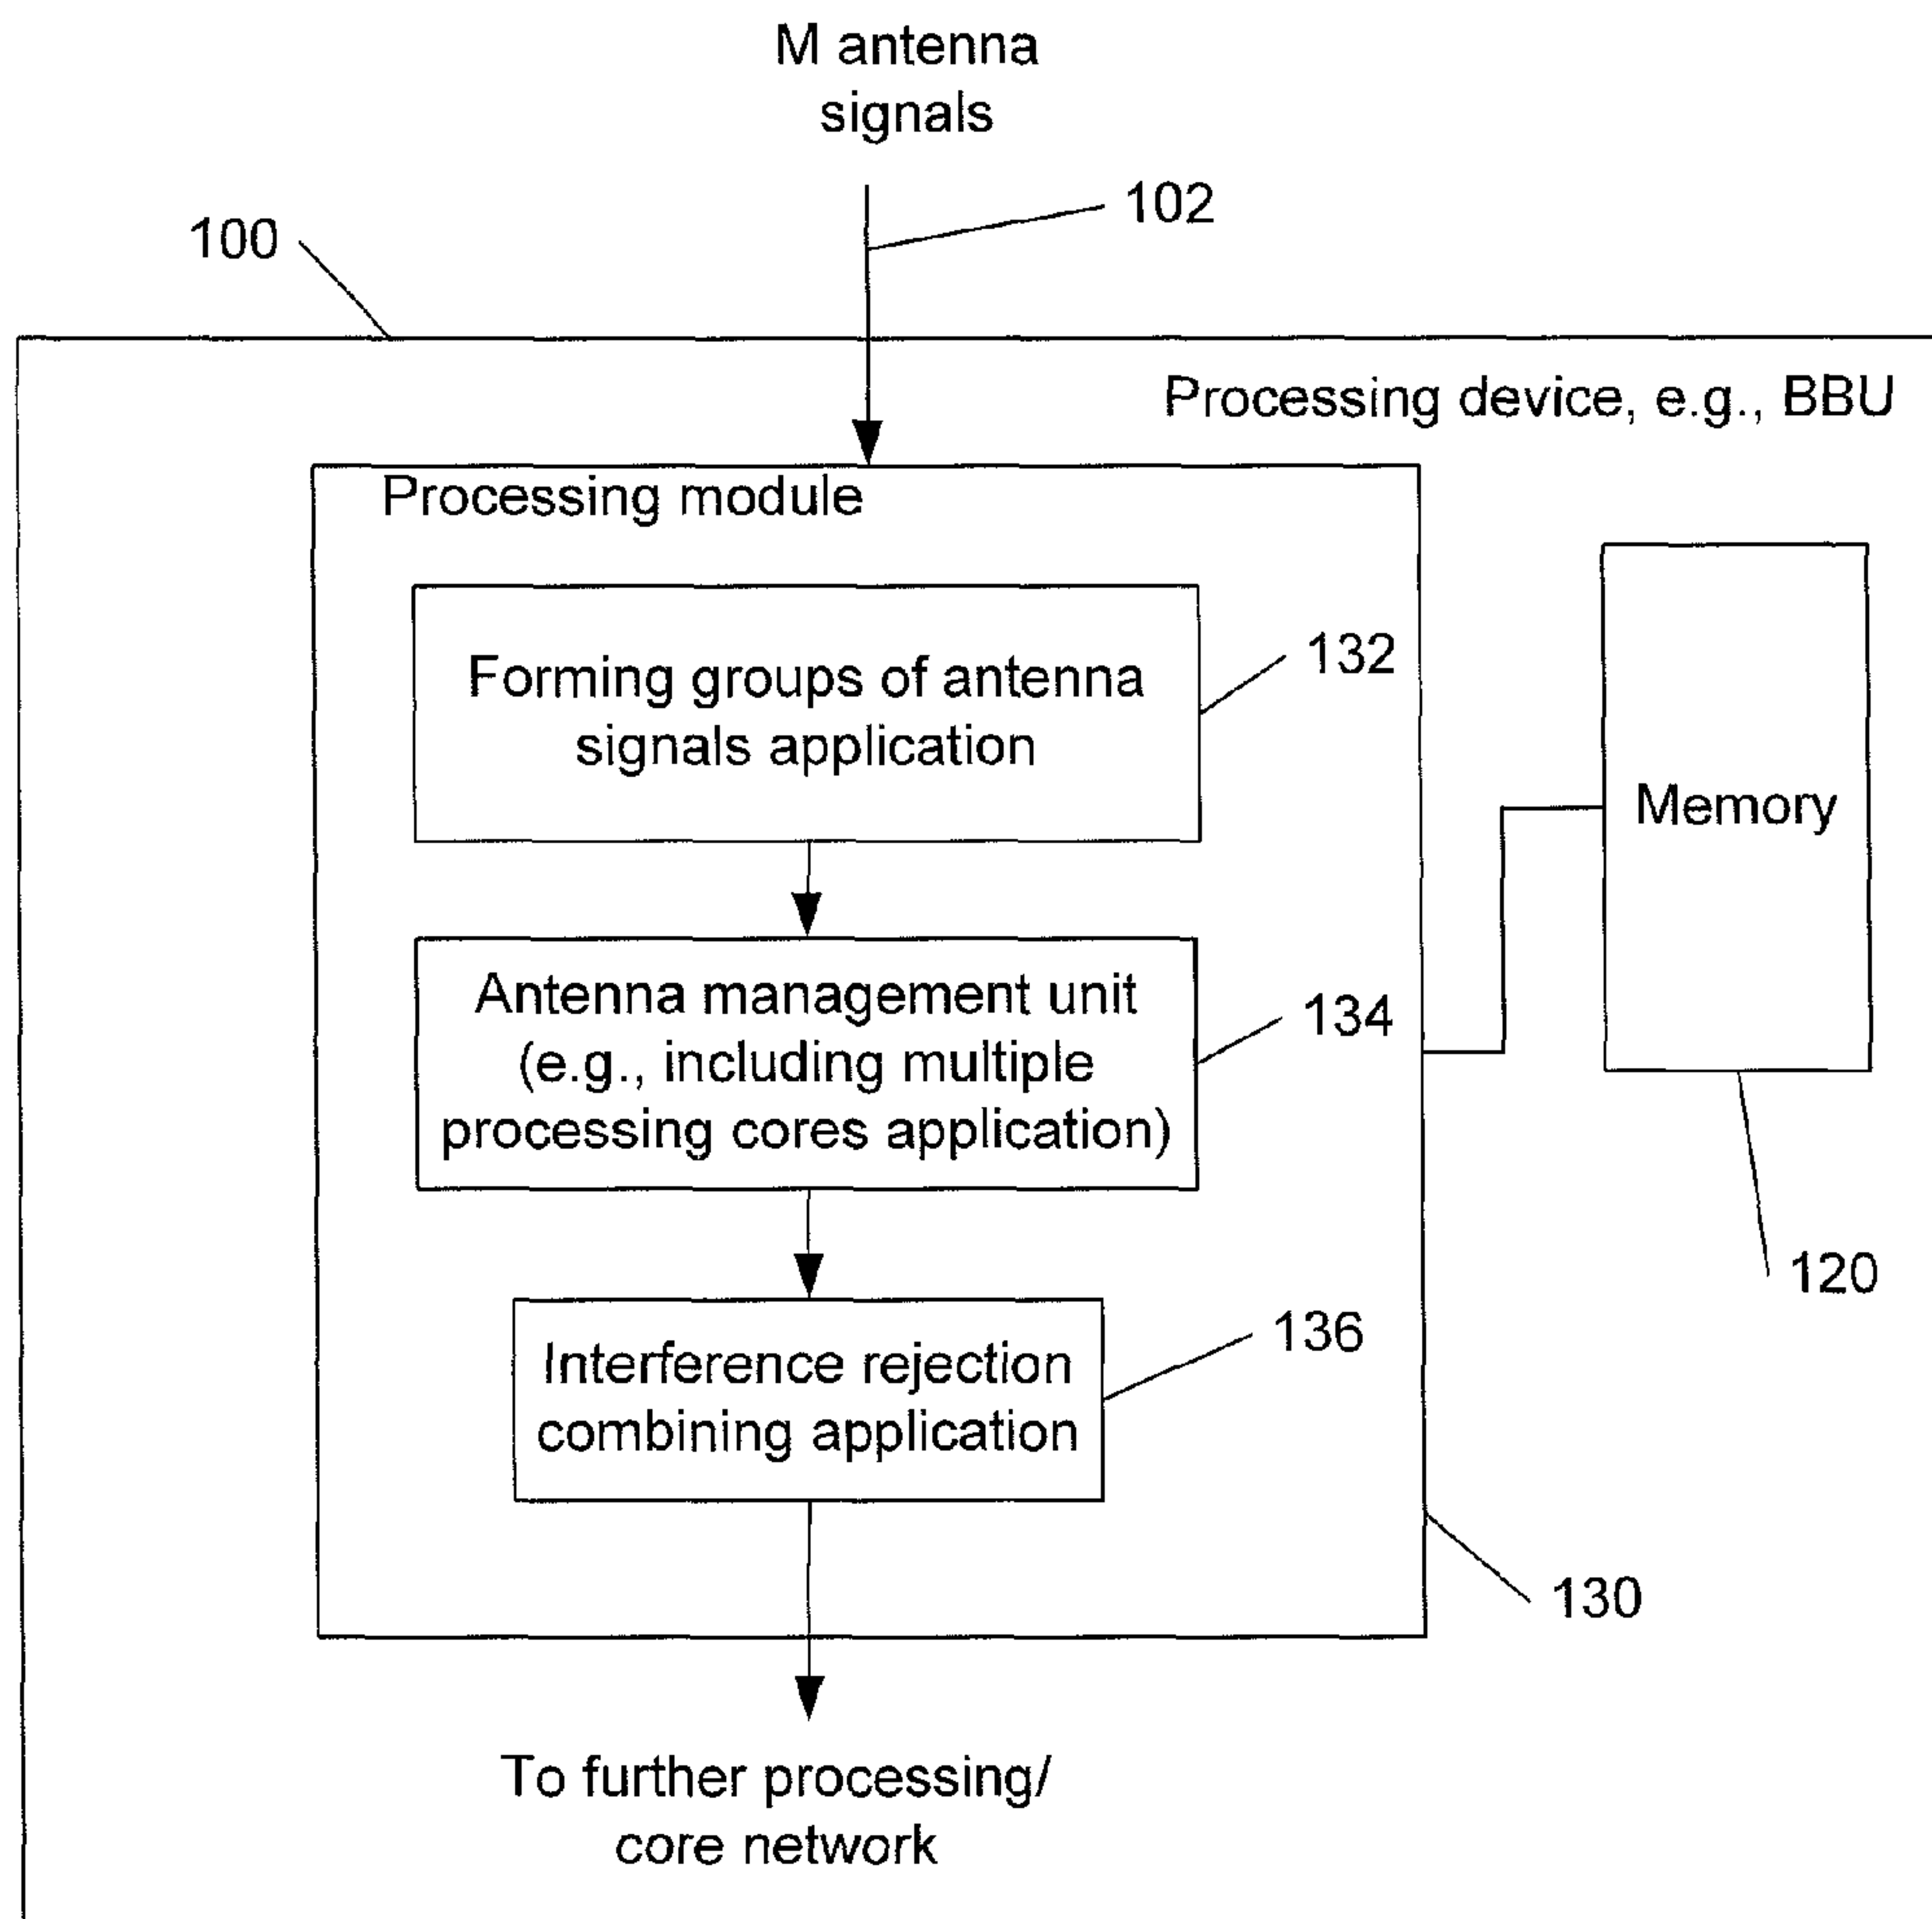 M antenna
signals
102
100
Processing device, e.g., BBU
Processing module
Forming groups of antenna
signals application
132
Memory
Antenna management unit
(e.g., including multiple
processing cores application)
134
120
Interference rejection
combining application
136
130
To further processing/
core network